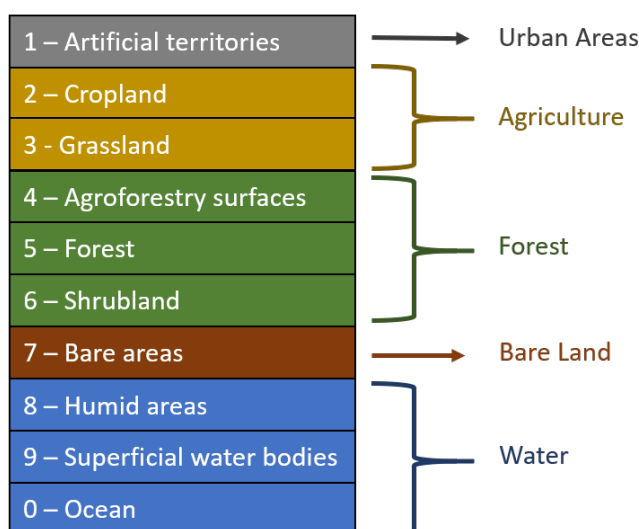 1 – Artificial territories
Urban Areas
2 – Cropland
3 - Grassland
Agriculture
4 – Agroforestry surfaces
5 – Forest
6 – Shrubland
Forest
7 – Bare areas
Bare Land
8 – Humid areas
9 – Superficial water bodies
0 – Ocean
Water